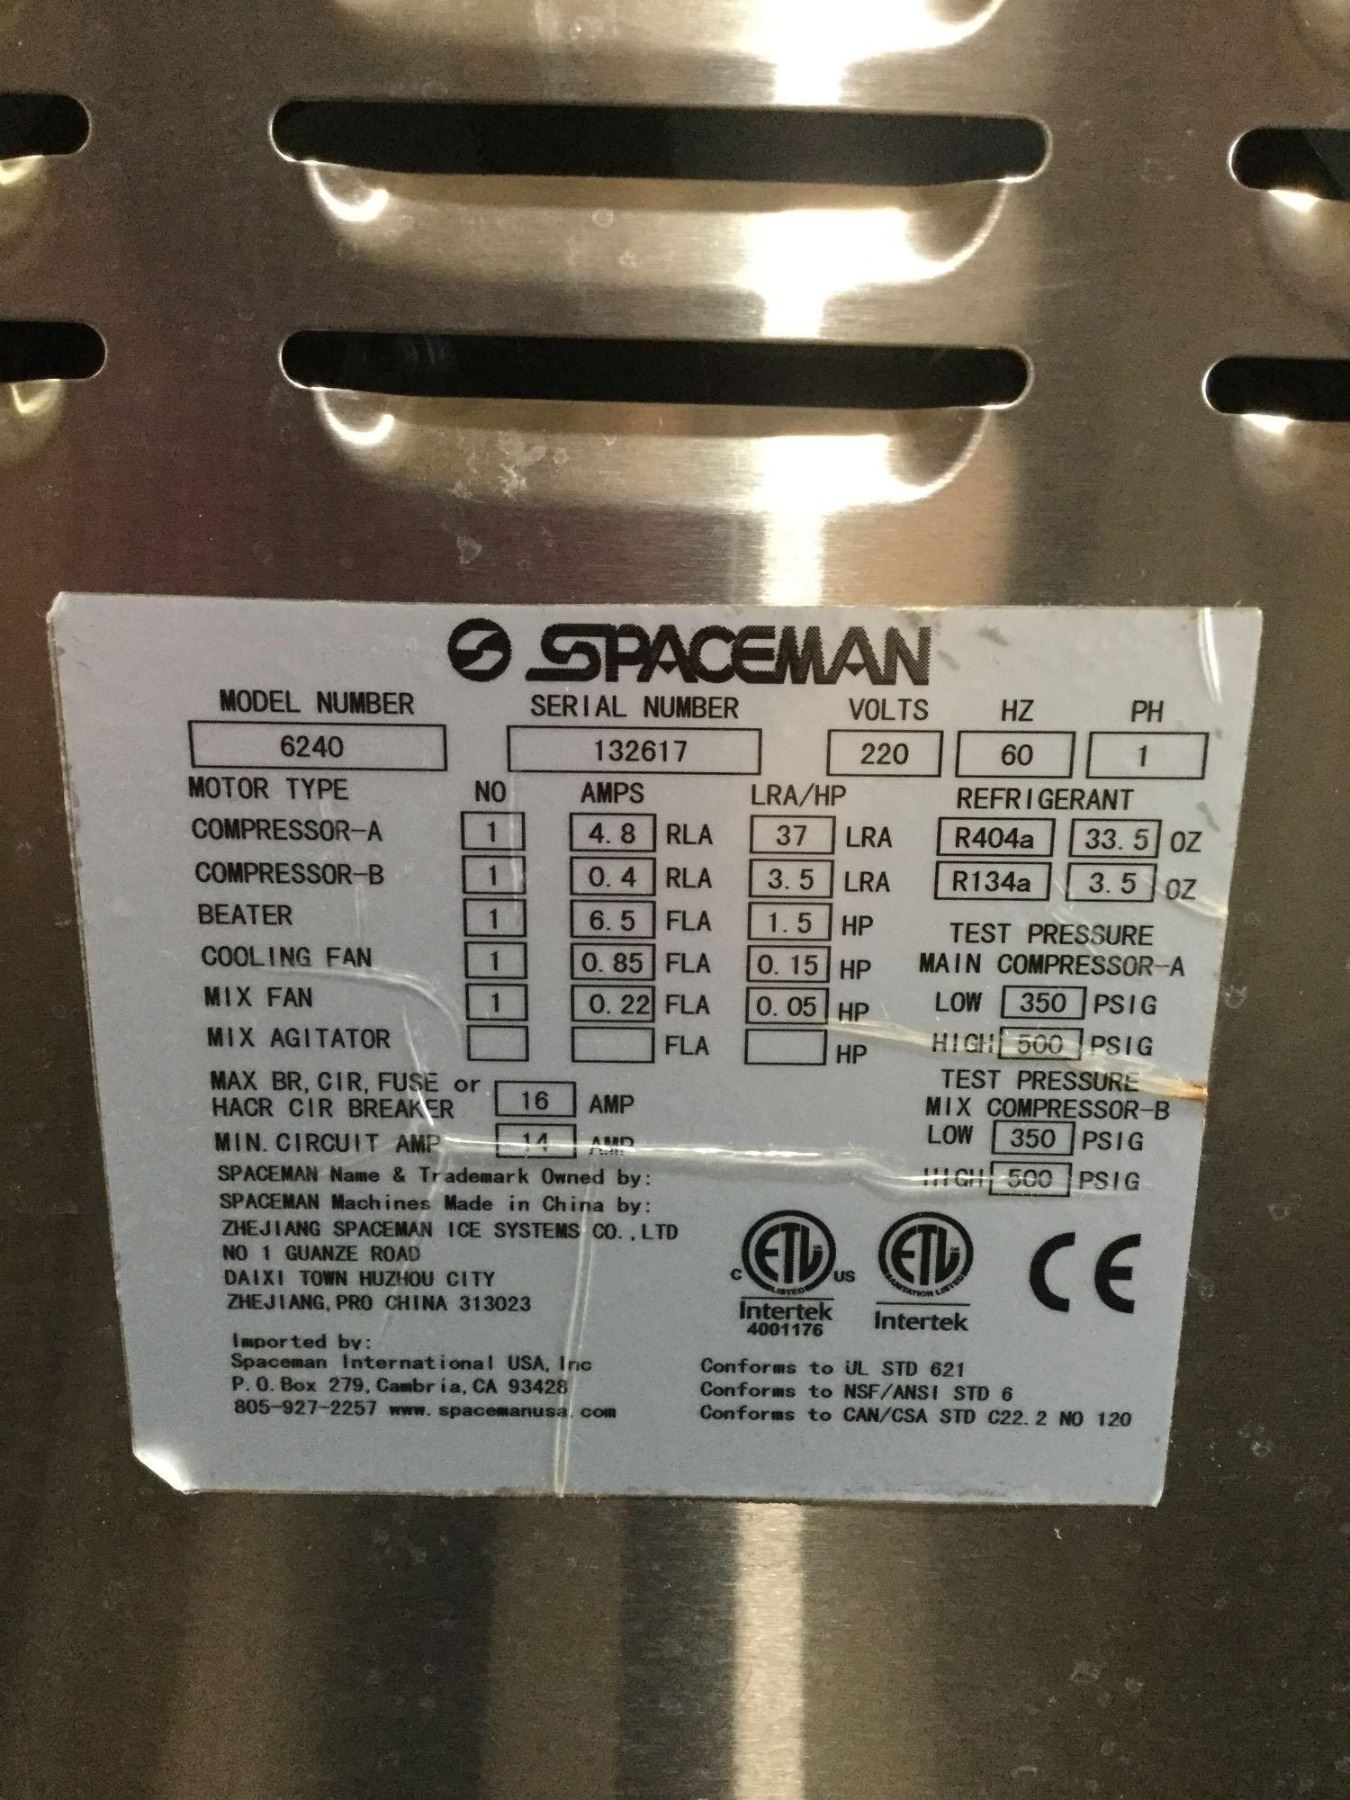 SPACEMAN
MODEL NUMBER SERIAL NUMBER VOLTS HZ PH
6240 132617 220 60 1
MOTOR TYPE NO AMPS LRA/HP REFRIGERANT
COMPRESSOR-A 1 4.8 RLA 37 LRA R404a 33.5 OZ
COMPRESSOR-B 1 0.4 RLA 3.5 LRA R134a 3.5 OZ
BEATER 1 6.5 FLA 1.5 HP TEST PRESSURE
COOLING FAN 1 0.85 FLA 0.15 HP MAIN COMPRESSOR-A
MIX FAN 1 0.22 FLA 0.05 HP LOW 350 PSIG
MIX AGITATOR FLA HP HIGH 500 PSIG
MAX BR, CIR, FUSE or TEST PRESSURE
HACR CIR BREAKER 16 AMP MIX COMPRESSOR-B
MIN. CIRCUIT AMP 14 AMP LOW 350 PSIG
HIGH 500 PSIG
SPACEMAN Name & Trademark Owned by:
SPACEMAN Machines Made in China by:
ZHEJIANG SPACEMAN ICE SYSTEMS CO.,LTD
NO 1 GUANZE ROAD
DAIXI TOWN HUZHOU CITY
ZHEJIANG, PRO CHINA 313023
C ETL US LISTED Intertek 4001176
ETL SANITATION LISTED Intertek
CE
Imported by:
Spaceman International USA, Inc
P.O. Box 279, Cambria, CA 93428
805-927-2257 www.spacemanusa.com
Conforms to UL STD 621
Conforms to NSF/ANSI STD 6
Conforms to CAN/CSA STD C22.2 NO 120